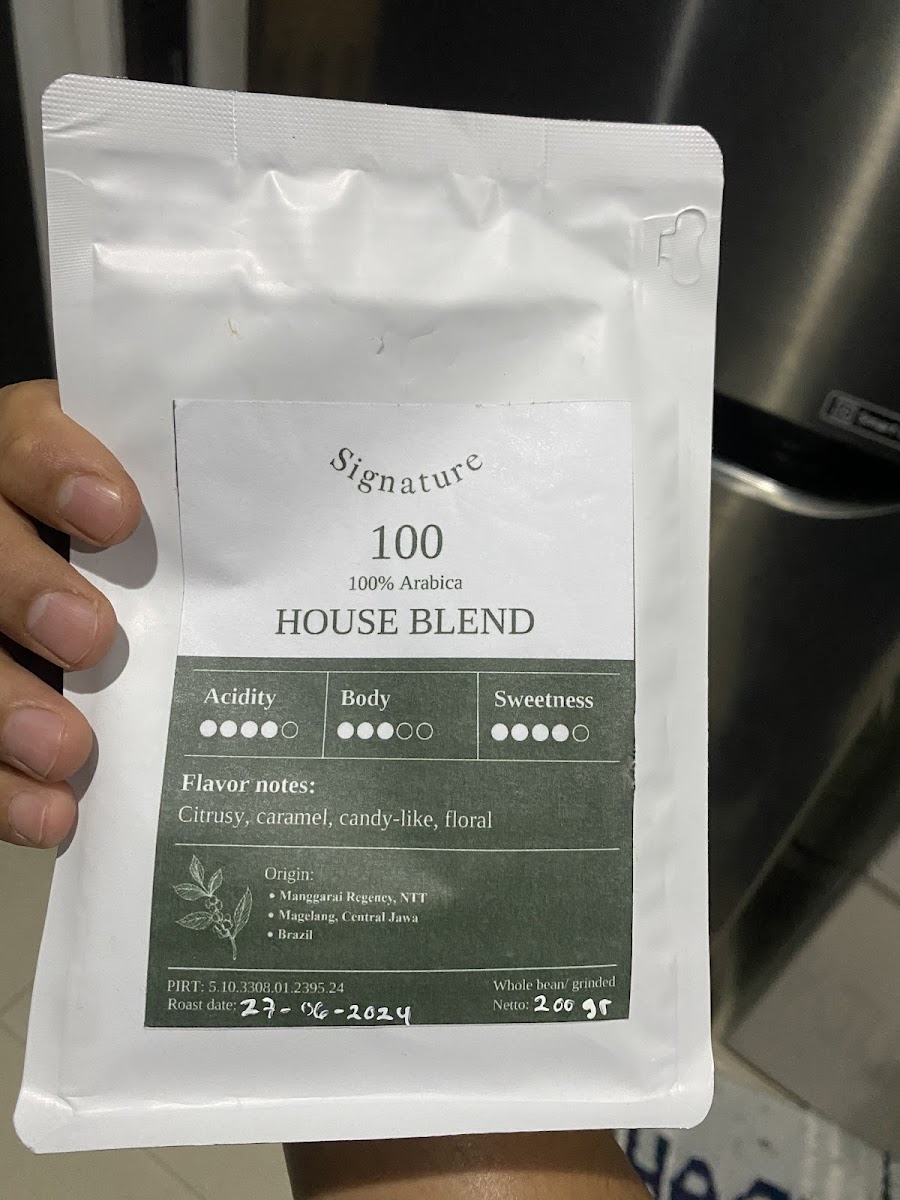 Signature
100
100% Arabica
HOUSE BLEND
Acidity Body Sweetness
Flavor notes:
Citrusy, caramel, candy-like, floral
Origin:
• Manggarai Regency, NTT
• Magelang, Central Jawa
• Brazil
PIRT: 5.10.3308.01.2395.24
Roast date: 27-06-2024
Whole bean/ grinded
Netto: 200 gr